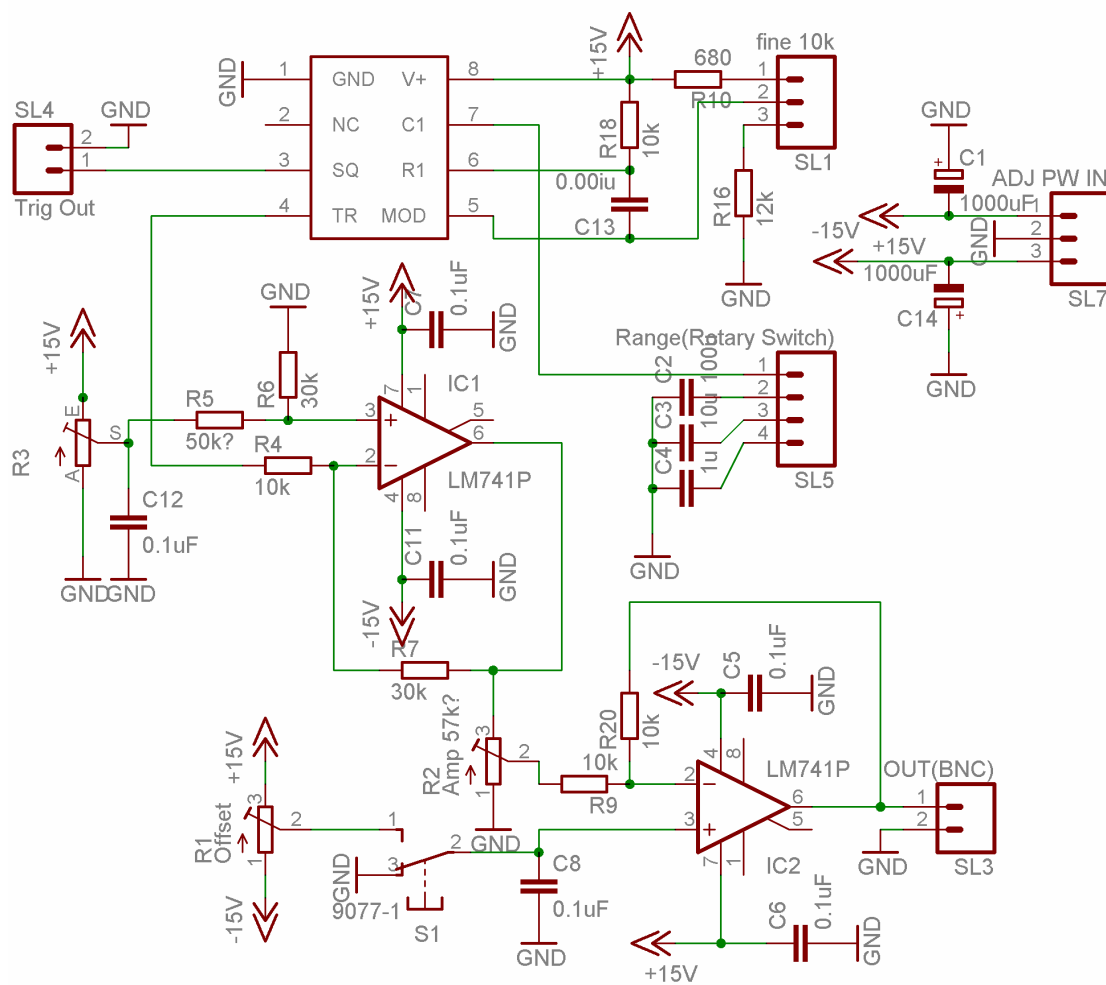 +15V
680
R10
fine 10k
1
2
3
SL1
GND
1
GND
V+
8
2
NC
C1
7
3
SQ
R1
6
4
TR
MOD
5
SL4
GND
2
1
Trig Out
R18
10k
0.00iu
C13
R16
12k
GND
GND
C1
+
1000uF
ADJ PW IN
-15V
+15V
GND
1
2
3
1000uF
SL7
C14
+
GND
+15V
C7
0.1uF
GND
GND
R6
30k
+15V
E
S
A
R3
R5
50k?
R4
10k
C12
0.1uF
GND
GND
IC1
7
1
3
2
5
6
4
8
LM741P
C11
0.1uF
GND
-15V
Range(Rotary Switch)
C2
100n
C3
10u
C4
1u
1
2
3
4
SL5
GND
R7
30k
R2
Amp 57k?
3
2
1
GND
10k
R9
R20
10k
-15V
C5
0.1uF
GND
4
8
LM741P
2
3
6
5
7
1
IC2
OUT(BNC)
1
2
SL3
GND
C6
0.1uF
GND
+15V
+15V
R1
Offset
3
2
1
-15V
1
2
3
GND
9077-1
S1
C8
0.1uF
GND